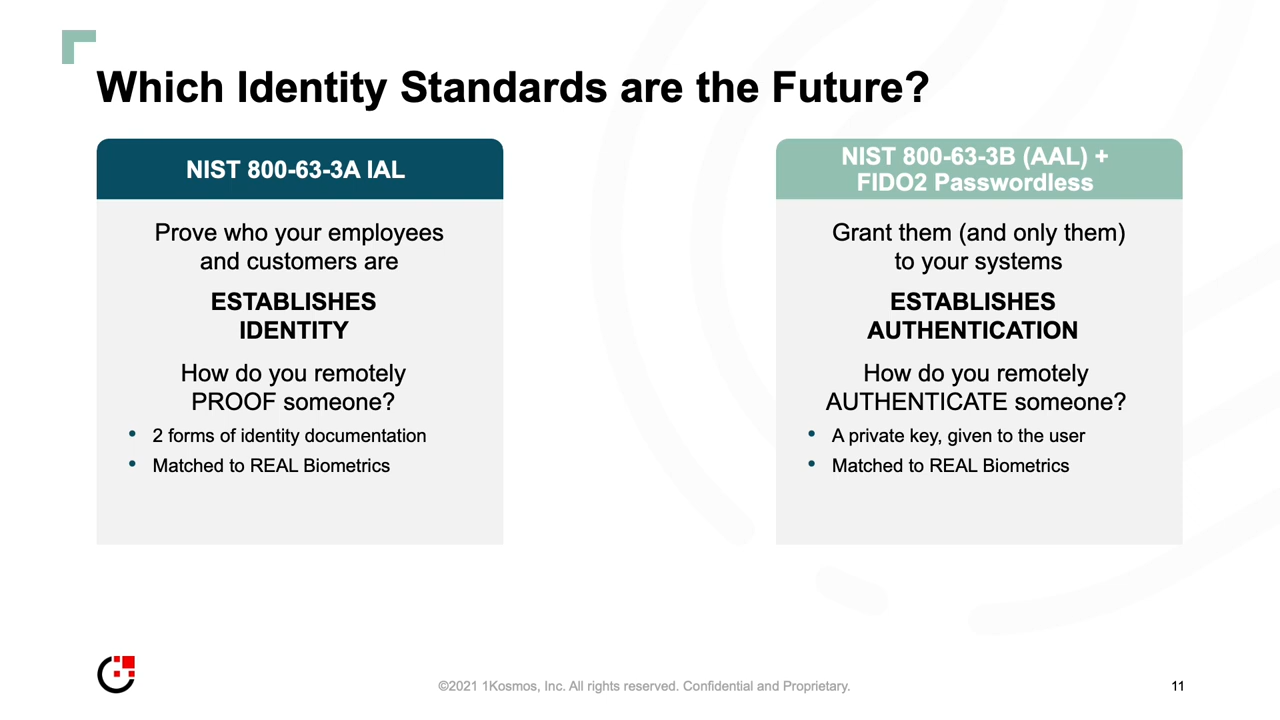 Which Identity Standards are the Future?
NIST 800-63-3A IAL
Prove who your employees
and customers are
ESTABLISHES
IDENTITY
How do you remotely
PROOF someone?
• 2 forms of identity documentation
• Matched to REAL Biometrics
NIST 800-63-3B (AAL) +
FIDO2 Passwordless
Grant them (and only them)
to your systems
ESTABLISHES
AUTHENTICATION
How do you remotely
AUTHENTICATE someone?
• A private key, given to the user
• Matched to REAL Biometrics
©2021 1Kosmos, Inc. All rights reserved. Confidential and Proprietary.
11